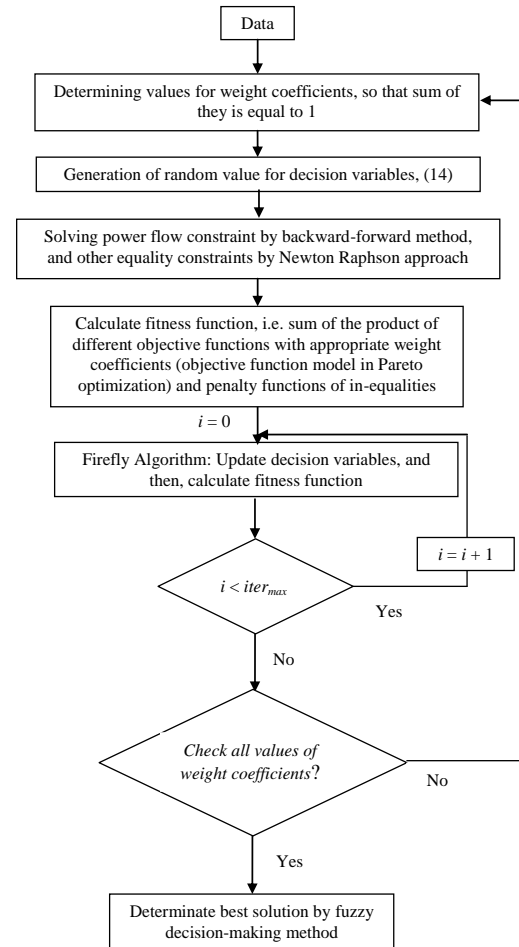 Data
Determining values for weight coefficients, so that sum of
they is equal to 1
Generation of random value for decision variables, (14)
Solving power flow constraint by backward-forward method,
and other equality constraints by Newton Raphson approach
Calculate fitness function, i.e. sum of the product of
different objective functions with appropriate weight
coefficients (objective function model in Pareto
optimization) and penalty functions of in-equalities
i = 0
Firefly Algorithm: Update decision variables, and
then, calculate fitness function
i = i + 1
i < iter_max
Yes
No
Check all values of
weight coefficients?
No
Yes
Determinate best solution by fuzzy
decision-making method